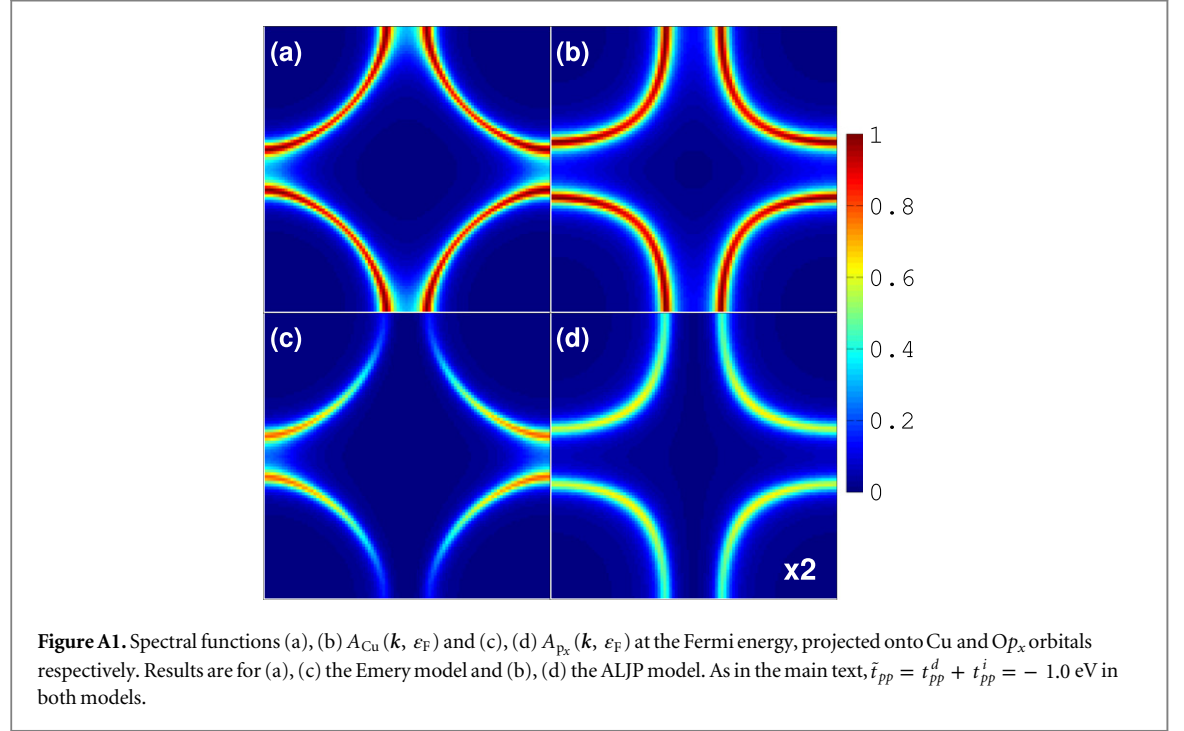 (a)
(b)
(c)
(d)
x2
1
0.8
0.6
0.4
0.2
0
Figure A1. Spectral functions (a), (b) A_Cu (k, ε_F) and (c), (d) A_p_x (k, ε_F) at the Fermi energy, projected onto Cu and Op_x orbitals
respectively. Results are for (a), (c) the Emery model and (b), (d) the ALJP model. As in the main text, t̃_pp = t^d_pp + t^i_pp = − 1.0 eV in
both models.